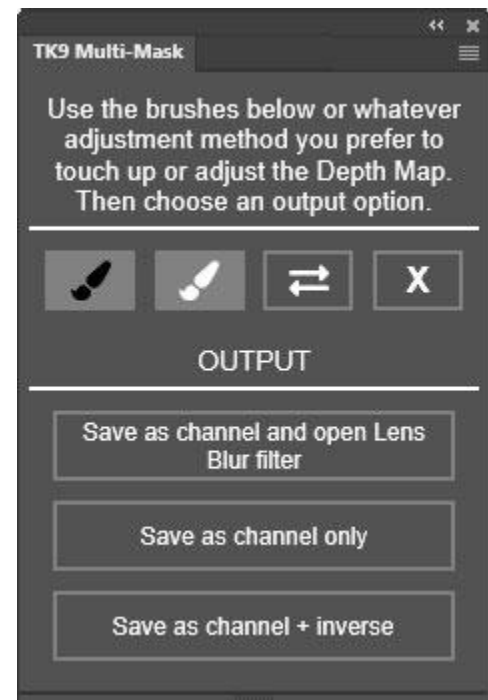 TK9 Multi-Mask
Use the brushes below or whatever
adjustment method you prefer to
touch up or adjust the Depth Map.
Then choose an output option.
X
OUTPUT
Save as channel and open Lens
Blur filter
Save as channel only
Save as channel + inverse